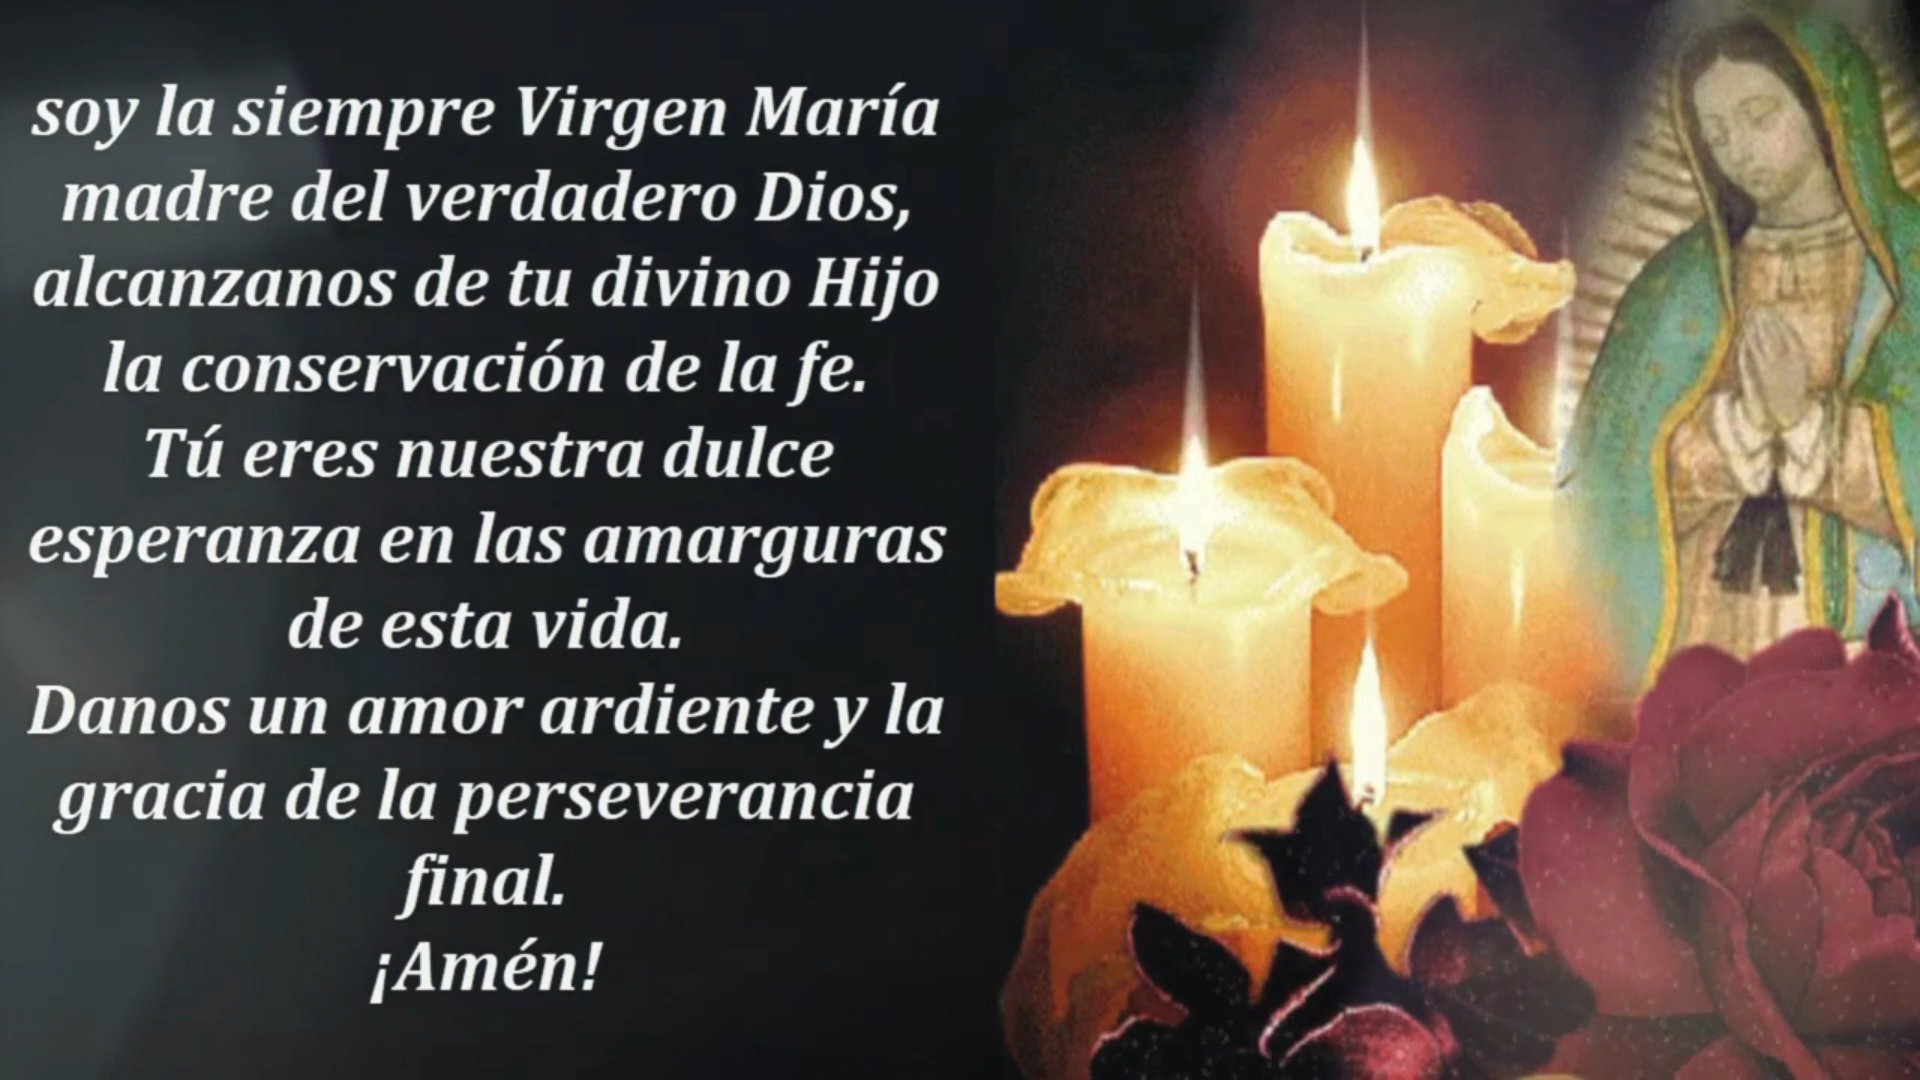 soy la siempre Virgen María
madre del verdadero Dios,
alcanzanos de tu divino Hijo
la conservación de la fe.
Tú eres nuestra dulce
esperanza en las amarguras
de esta vida.
Danos un amor ardiente y la
gracia de la perseverancia
final.
¡Amén!